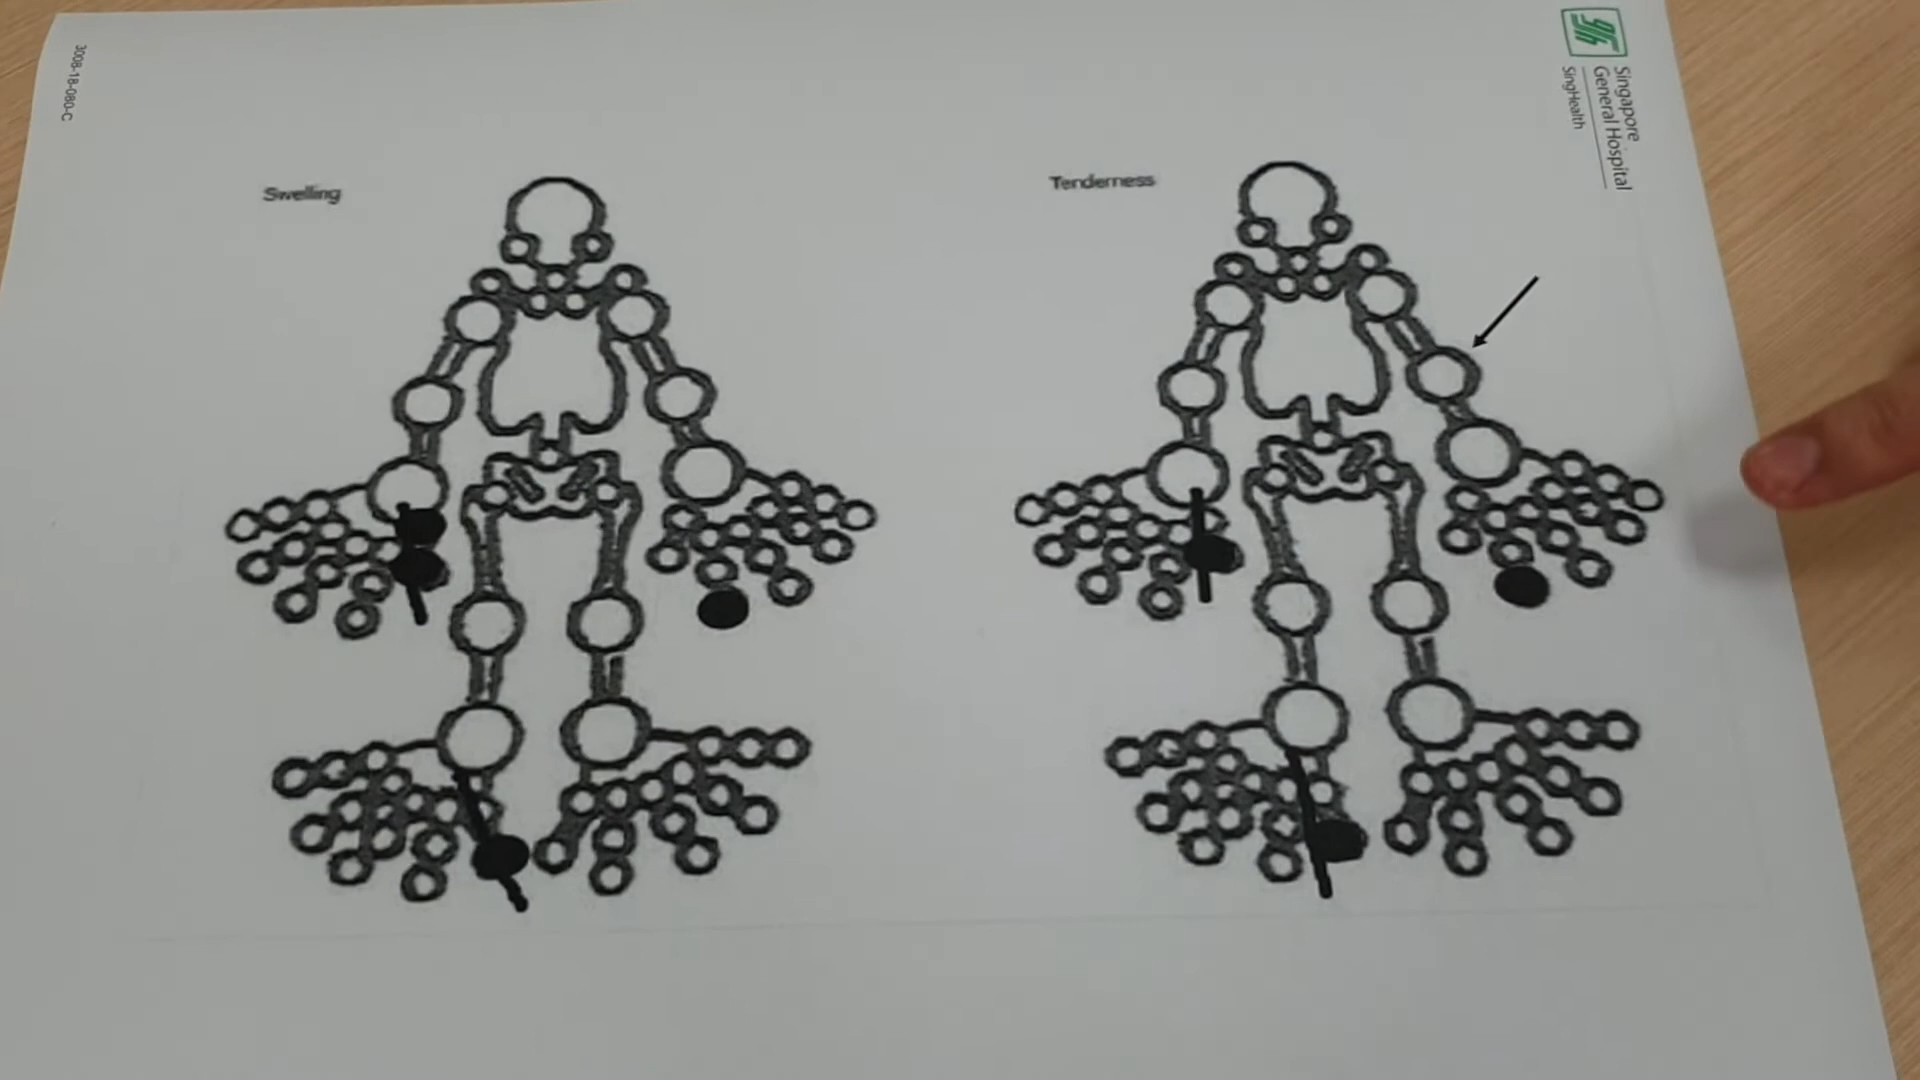 3008-18-080-C
Singapore
General Hospital
SingHealth
Swelling
Tenderness